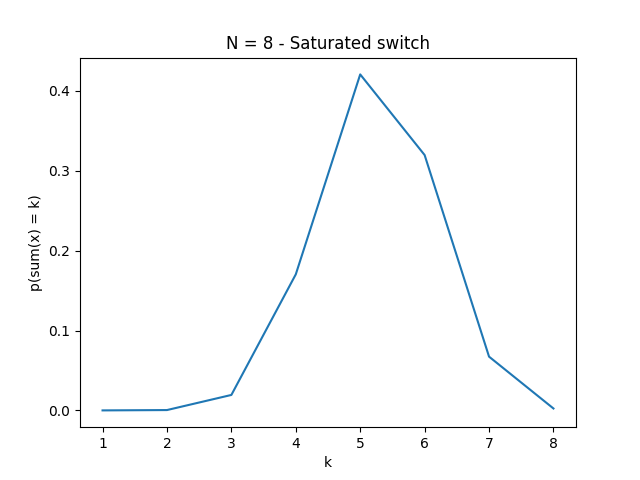 N = 8 - Saturated switch
p(sum(x) = k)
0.4
0.3
0.2
0.1
0.0
1 2 3 4 5 6 7 8
k